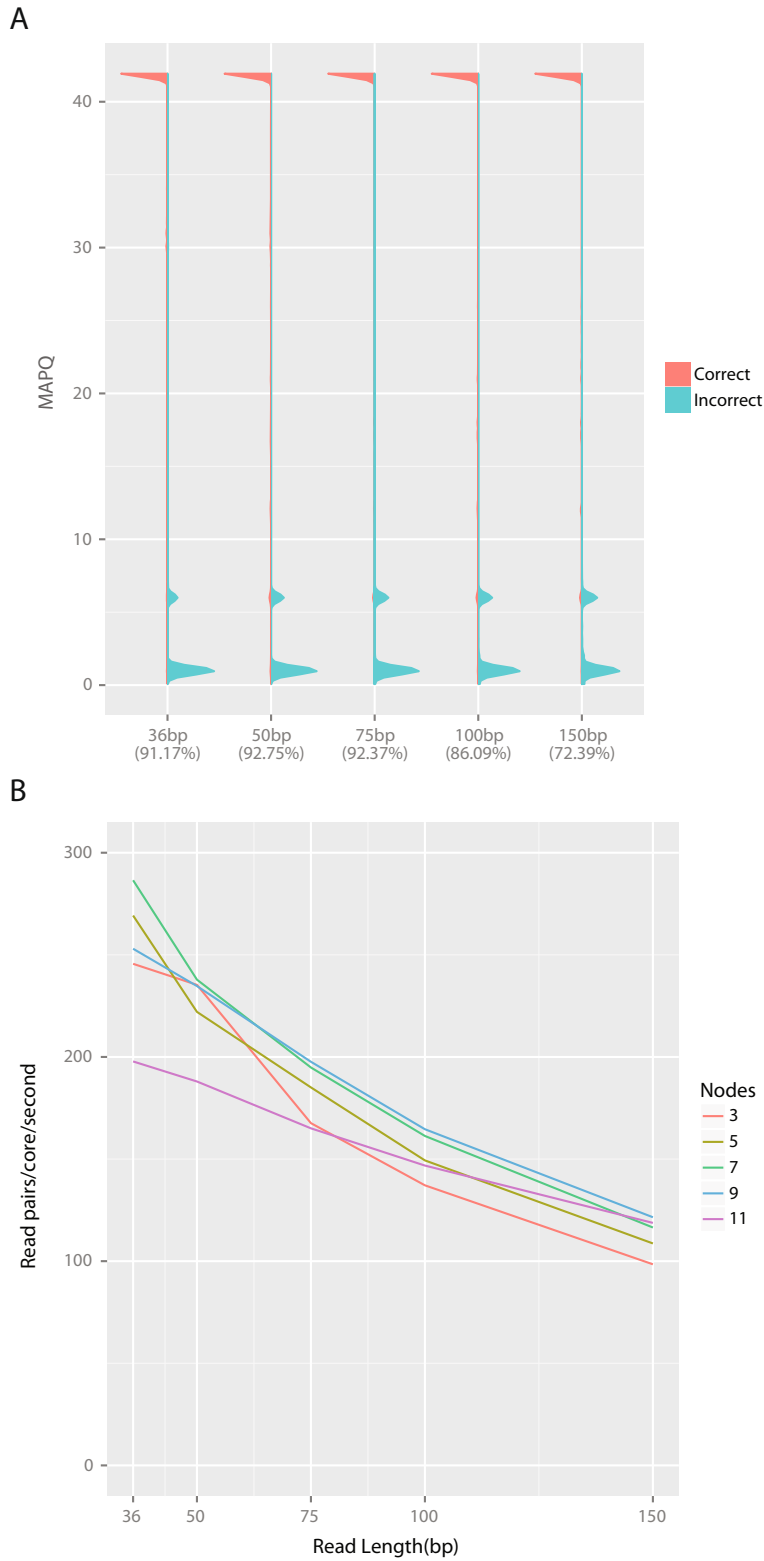 A
40
30
20
10
0
MAPQ
36bp
(91.17%)
50bp
(92.75%)
75bp
(92.37%)
100bp
(86.09%)
150bp
(72.39%)
Correct
Incorrect
B
300
200
100
0
Read pairs/core/second
36
50
75
100
150
Read Length(bp)
Nodes
3
5
7
9
11